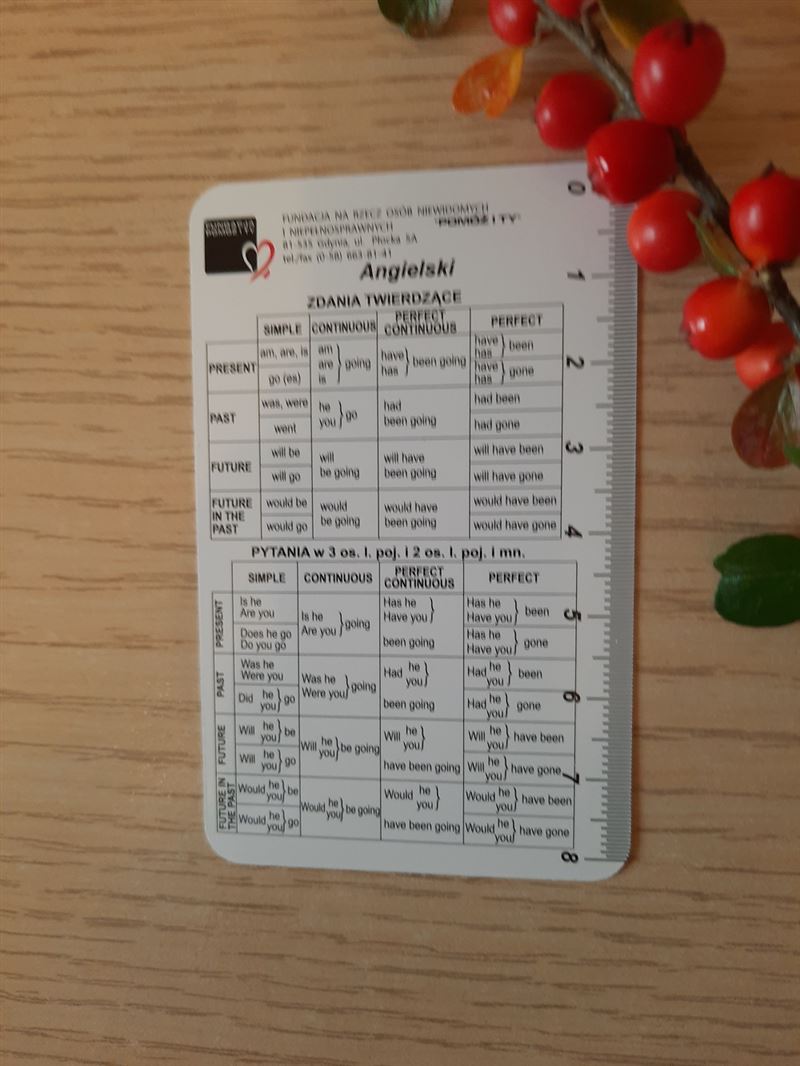 FUNDACJA NA RZECZ OSÓB NIEWIDOMYCH
I NIEPEŁNOSPRAWNYCH "POMÓŻ I TY"
81-535 Gdynia, ul. Płocka 5A
tel./fax (0-58) 663-81-41
Angielski
ZDANIA TWIERDZĄCE
SIMPLE CONTINUOUS PERFECT CONTINUOUS PERFECT
PRESENT
am, are, is
go (es)
am
are
is
going
have
has
been going
have
has
been
have
has
gone
PAST
was, were
went
he
you
go
had
been going
had been
had gone
FUTURE
will be
will go
will
be going
will have
been going
will have been
will have gone
FUTURE
IN THE
PAST
would be
would go
would
be going
would have
been going
would have been
would have gone
PYTANIA w 3 os. l. poj. i 2 os. l. poj. i mn.
SIMPLE CONTINUOUS PERFECT CONTINUOUS PERFECT
PRESENT
Is he
Are you
Does he go
Do you go
Is he
Are you
going
Has he
Have you
been going
Has he
Have you
been
Has he
Have you
gone
PAST
Was he
Were you
Did he
you
go
Was he
Were you
going
Had he
you
been going
Had he
you
been
Had he
you
gone
FUTURE
Will he
you
be
Will he
you
go
Will he
you
be going
Will he
you
have been going
Will he
you
have been
Will he
you
have gone
FUTURE IN
THE PAST
Would he
you
be
Would he
you
go
Would he
you
be going
Would he
you
have been going
Would he
you
have been
Would he
you
have gone
0
1
2
3
4
5
6
7
8